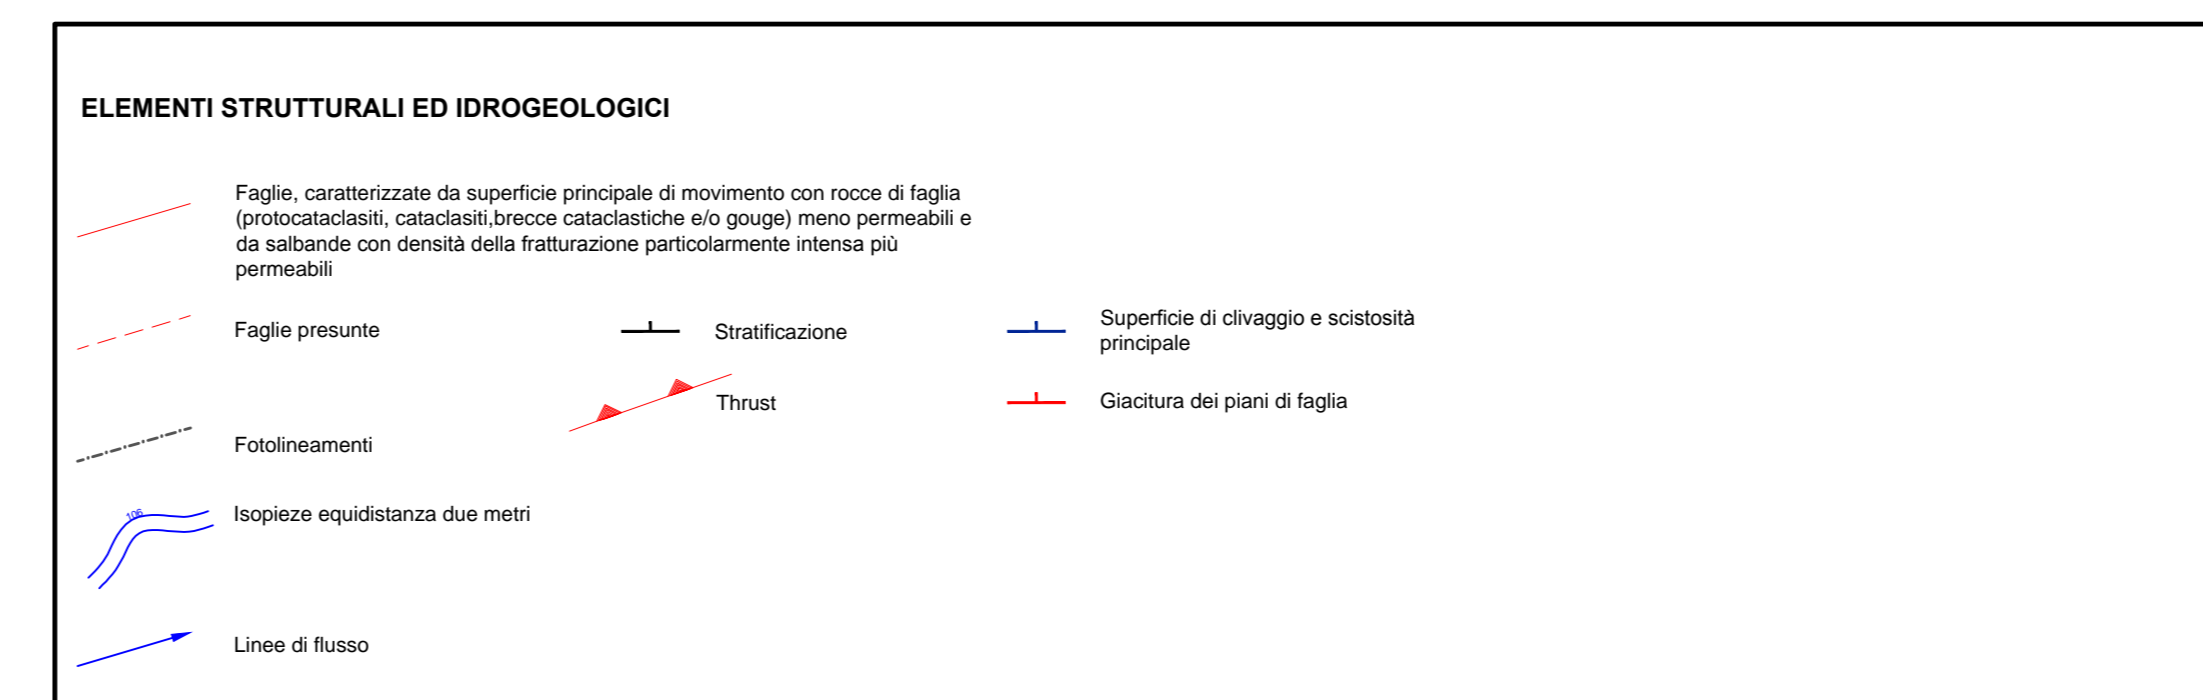 ELEMENTI STRUTTURALI ED IDROGEOLOGICI
Faglie, caratterizzate da superficie principale di movimento con rocce di faglia
(protocataclasiti, cataclasiti,brecce cataclastiche e/o gouge) meno permeabili e
da salbande con densità della fratturazione particolarmente intensa più
permeabili
Faglie presunte
Stratificazione
Superficie di clivaggio e scistosità
principale
Thrust
Giacitura dei piani di faglia
Fotolineamenti
106
Isopieze equidistanza due metri
Linee di flusso